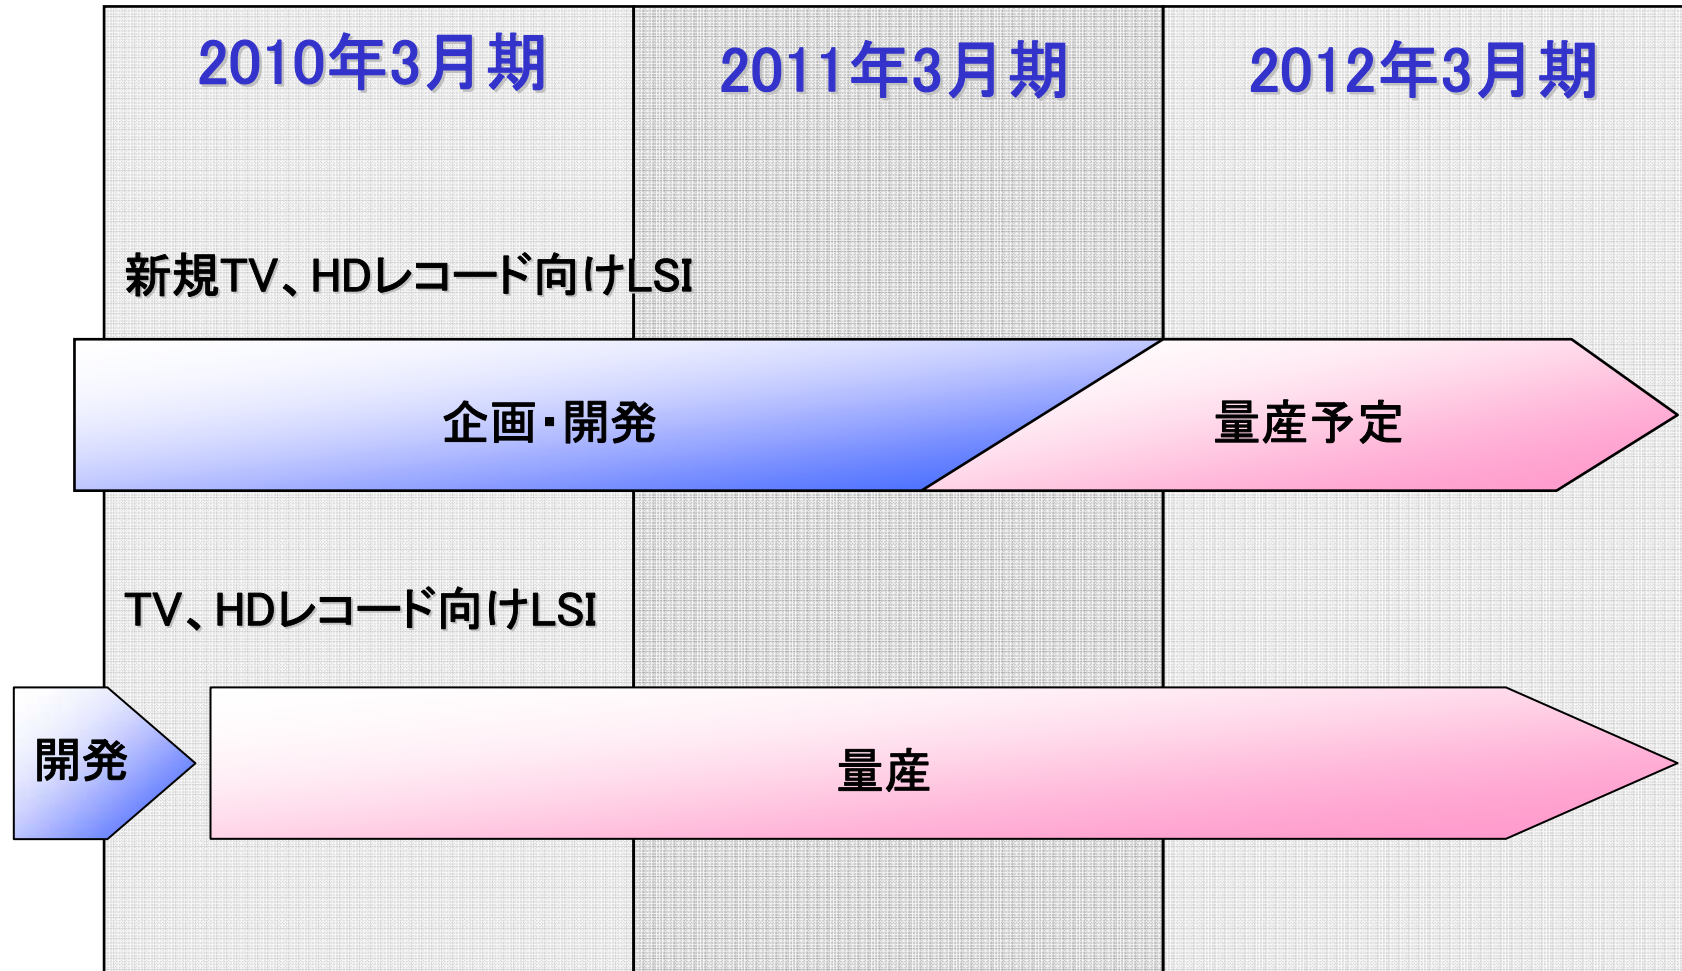 2010年3月期
2011年3月期
2012年3月期
新規TV、HDレコード向けLSI
企画・開発
量産予定
TV、HDレコード向けLSI
開発
量産